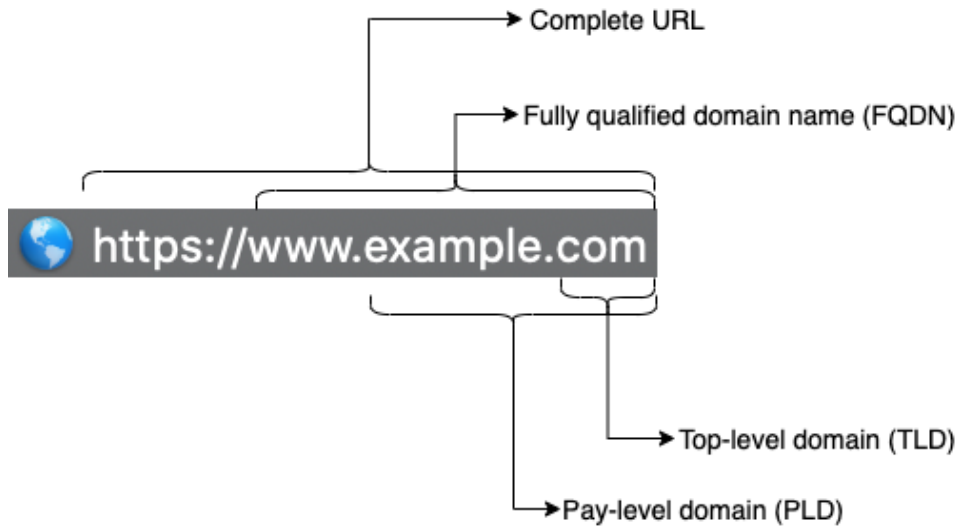 Complete URL
Fully qualified domain name (FQDN)
https://www.example.com
Top-level domain (TLD)
Pay-level domain (PLD)